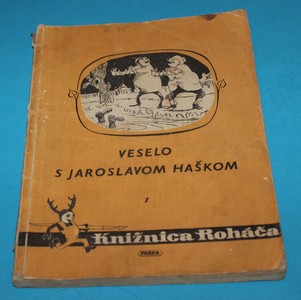 VESELO
S JAROSLAVOM HAŠKOM
1
Knižnica Roháča
PRÁCA